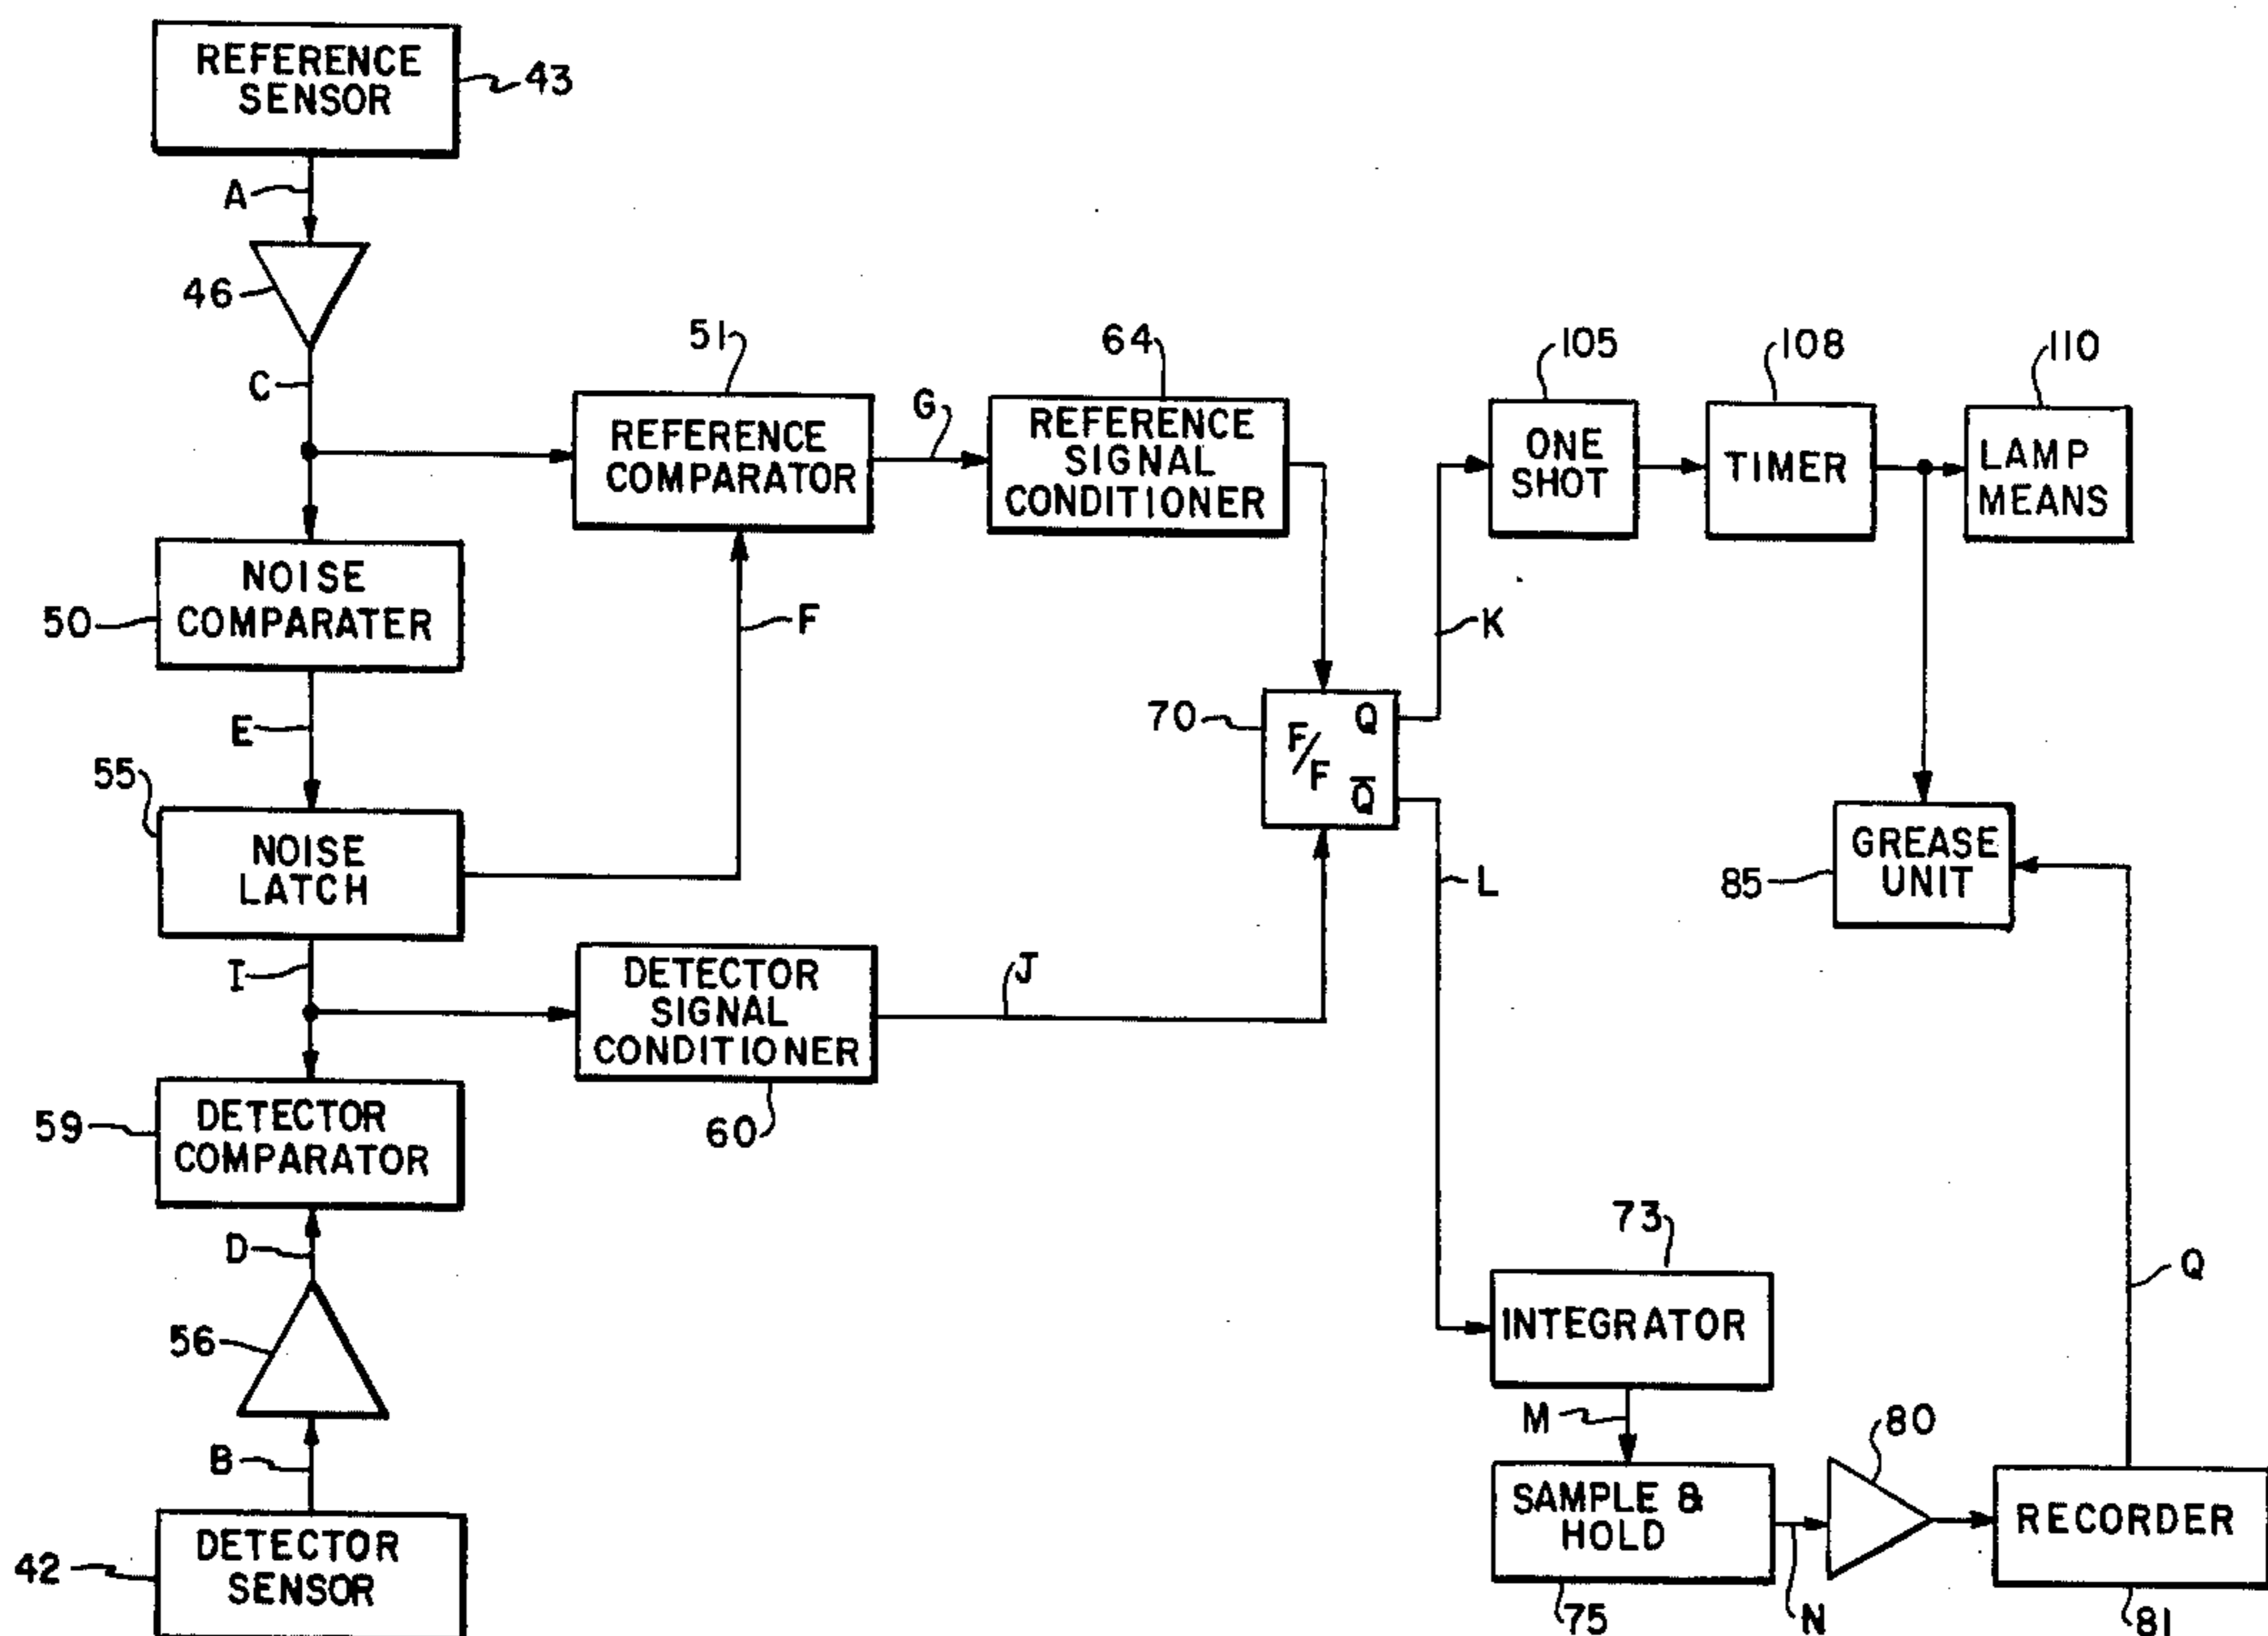 REFERENCE
SENSOR
43
A
46
C
51
REFERENCE
COMPARATOR
G
64
REFERENCE
SIGNAL
CONDITIONER
105
ONE
SHOT
108
TIMER
110
LAMP
MEANS
NOISE
COMPARATER
50
F
K
E
70
F/F
Q
Q̅
55
NOISE
LATCH
L
GREASE
UNIT
85
I
DETECTOR
SIGNAL
CONDITIONER
60
J
DETECTOR
COMPARATOR
59
D
56
73
INTEGRATOR
Q
B
M
80
DETECTOR
SENSOR
42
SAMPLE &
HOLD
75
N
RECORDER
81